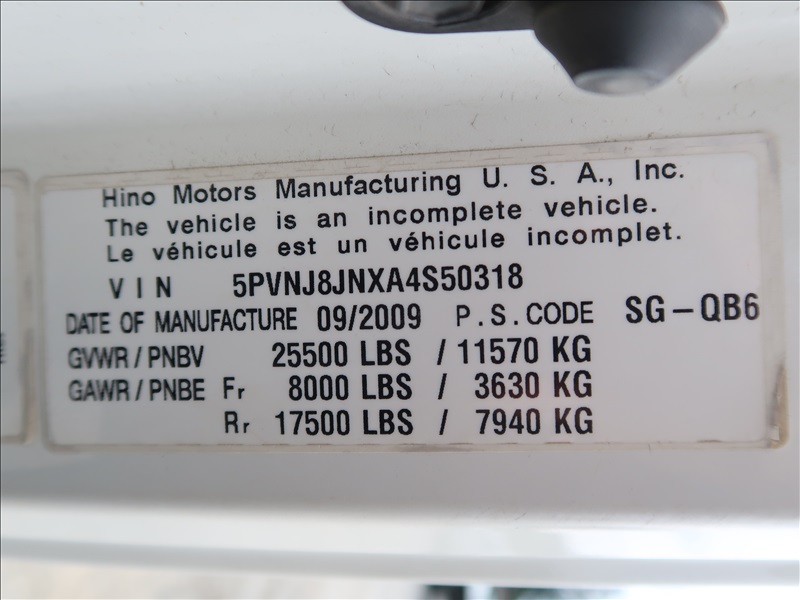 Hino Motors Manufacturing U. S. A., Inc.
The vehicle is an incomplete vehicle.
Le véhicule est un véhicule incomplet.
VIN 5PVNJ8JNXA4S50318
DATE OF MANUFACTURE 09/2009 P.S.CODE SG-QB6
GVWR/PNBV 25500 LBS / 11570 KG
GAWR/PNBE Fr 8000 LBS / 3630 KG
Rr 17500 LBS / 7940 KG